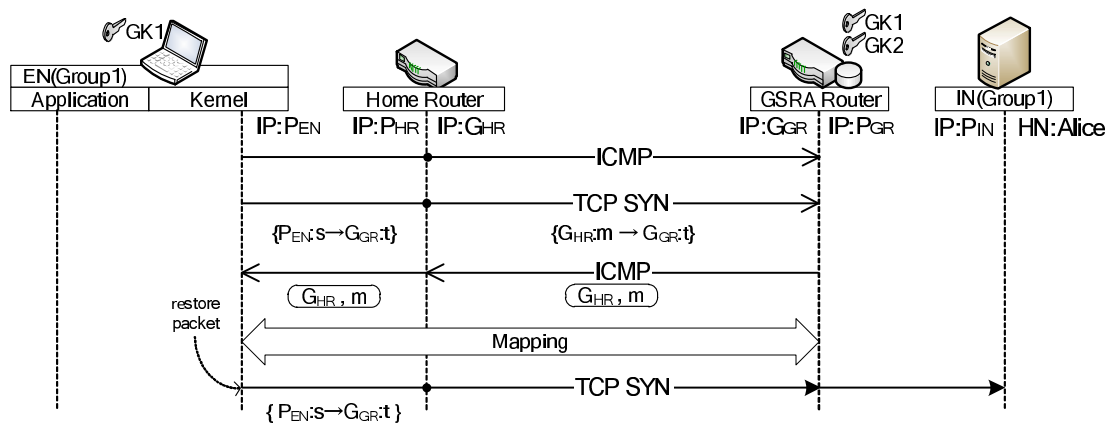 GK1
GK1
GK2
EN(Group1)
Application
Kernel
Home Router
GSRA Router
IN(Group1)
IP:PEN
IP:PHR
IP:GHR
IP:GGR
IP:PGR
IP:PIN
HN:Alice
ICMP
TCP SYN
{PEN:s→GGR:t}
{GHR:m → GGR:t}
ICMP
GHR , m
GHR , m
restore
packet
Mapping
TCP SYN
{ PEN:s→GGR:t }